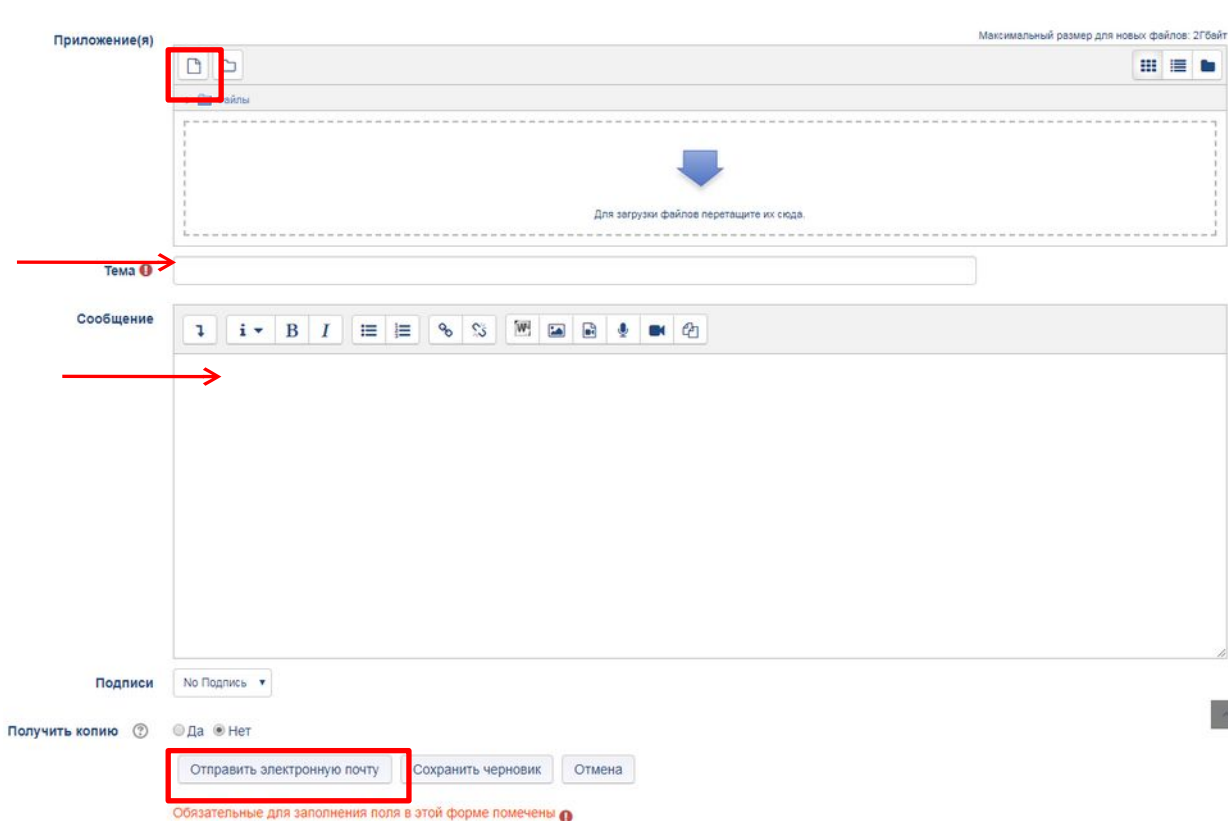 Приложение(я)
Максимальный размер для новых файлов: 2Гбайт
айлы
Для загрузки файлов перетащите их сюда.
Тема
Сообщение
i B I
Подписи No Подпись
Получить копию Да Нет
Отправить электронную почту Сохранить черновик Отмена
Обязательные для заполнения поля в этой форме помечены